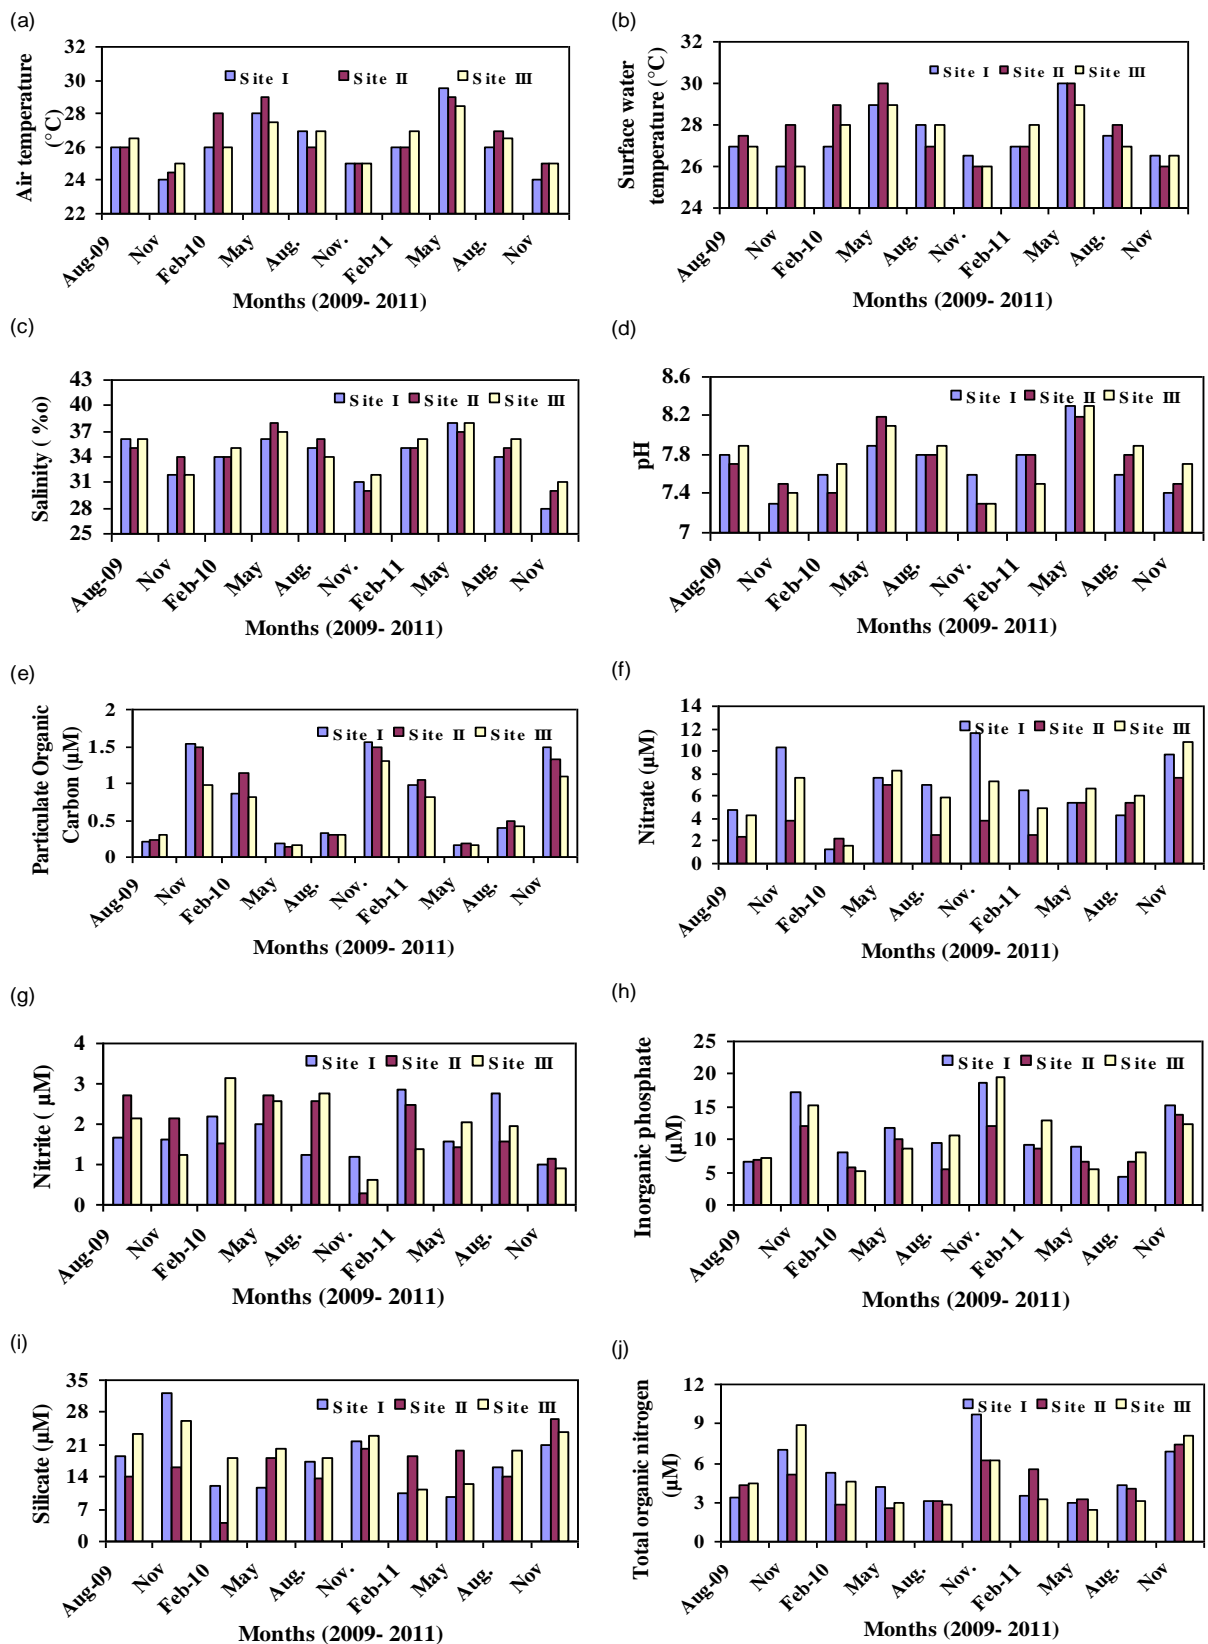 (a)
Air temperature
(°C)
32
30
28
26
24
22
Site I Site II Site III
Aug-09 Nov Feb-10 May Aug. Nov. Feb-11 May Aug. Nov
Months (2009- 2011)
(b)
Surface water
temperature (°C)
32
30
28
26
24
Site I Site II Site III
Aug-09 Nov Feb-10 May Aug. Nov. Feb-11 May Aug. Nov
Months (2009- 2011)
(c)
Salinity ( ‰)
43
40
37
34
31
28
25
Site I Site II Site III
Aug-09 Nov Feb-10 May Aug. Nov. Feb-11 May Aug. Nov
Months (2009- 2011)
(d)
pH
8.6
8.2
7.8
7.4
7
Site I Site II Site III
Aug-09 Nov Feb-10 May Aug. Nov. Feb-11 May Aug. Nov
Months (2009- 2011)
(e)
Particulate Organic
Carbon (µM)
2
1.5
1
0.5
0
Site I Site II Site III
Aug-09 Nov Feb-10 May Aug. Nov. Feb-11 May Aug. Nov
Months (2009- 2011)
(f)
Nitrate (µM)
14
12
10
8
6
4
2
0
Site I Site II Site III
Aug-09 Nov Feb-10 May Aug. Nov. Feb-11 May Aug. Nov
Months (2009- 2011)
(g)
Nitrite ( µM)
4
3
2
1
0
Site I Site II Site III
Aug-09 Nov Feb-10 May Aug. Nov. Feb-11 May Aug. Nov
Months (2009- 2011)
(h)
Inorganic phosphate
(µM)
25
20
15
10
5
0
Site I Site II Site III
Aug-09 Nov Feb-10 May Aug. Nov. Feb-11 May Aug. Nov
Months (2009- 2011)
(i)
Silicate (µM)
35
28
21
14
7
0
Site I Site II Site III
Aug-09 Nov Feb-10 May Aug. Nov. Feb-11 May Aug. Nov
Months (2009- 2011)
(j)
Total organic nitrogen
(µM)
12
9
6
3
0
Site I Site II Site III
Aug-09 Nov Feb-10 May Aug. Nov. Feb-11 May Aug. Nov
Months (2009- 2011)